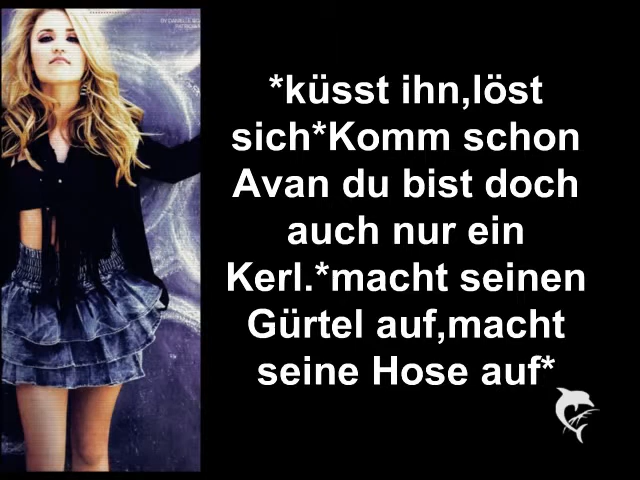 *küsst ihn,löst
sich*Komm schon
Avan du bist doch
auch nur ein
Kerl.*macht seinen
Gürtel auf,macht
seine Hose auf*